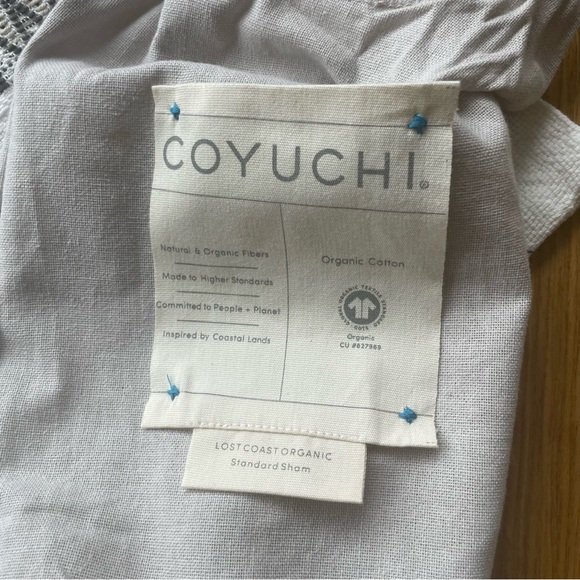 COYUCHI®
Natural & Organic Fibers
Made to Higher Standards
Committed to People + Planet
Inspired by Coastal Lands
Organic Cotton
Organic
CU #827969
LOST COAST ORGANIC
Standard Sham